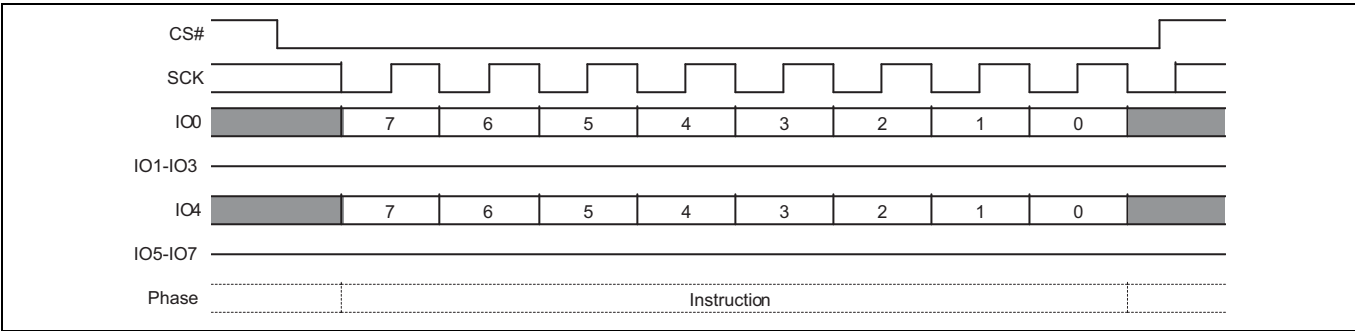 CS#
SCK
IO0 7 6 5 4 3 2 1 0
IO1-IO3
IO4 7 6 5 4 3 2 1 0
IO5-IO7
Phase Instruction